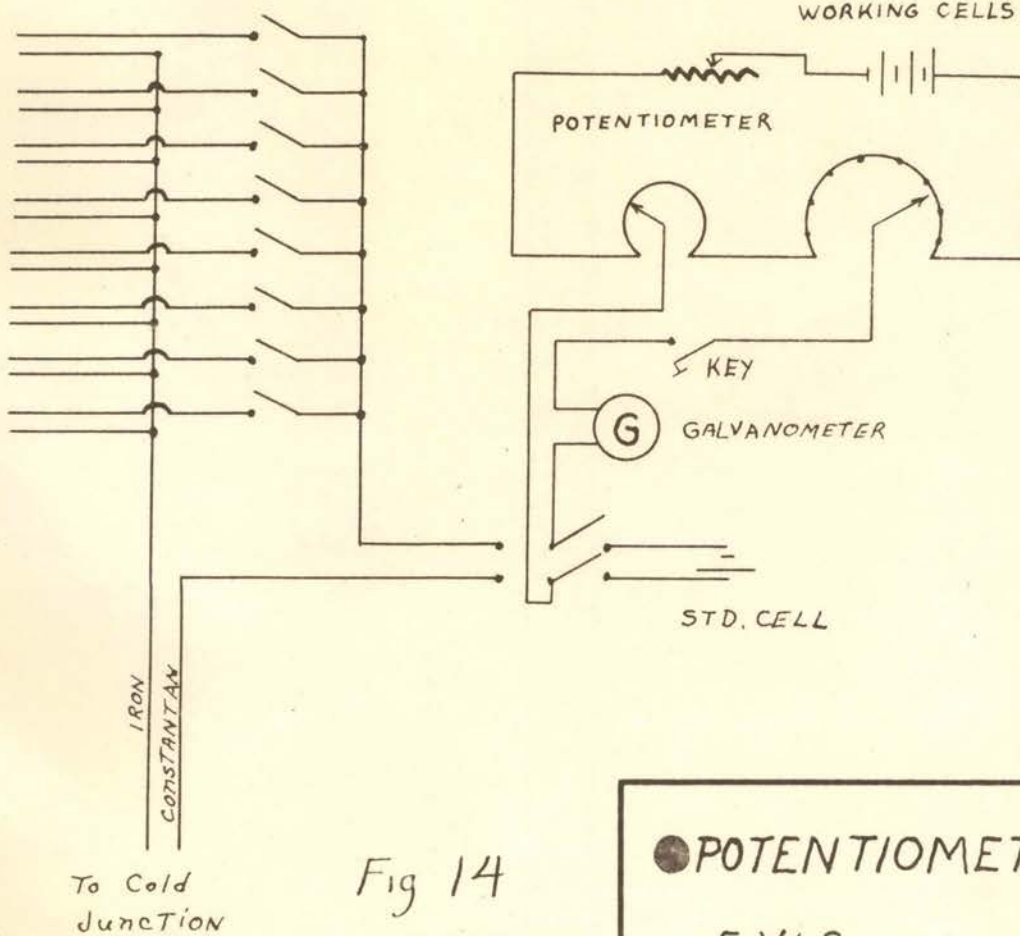 WORKING CELLS
POTENTIOMETER
KEY
G
GALVANOMETER
STD. CELL
IRON
CONSTANTAN
To Cold
Junction
Fig 14
POTENTIOMET